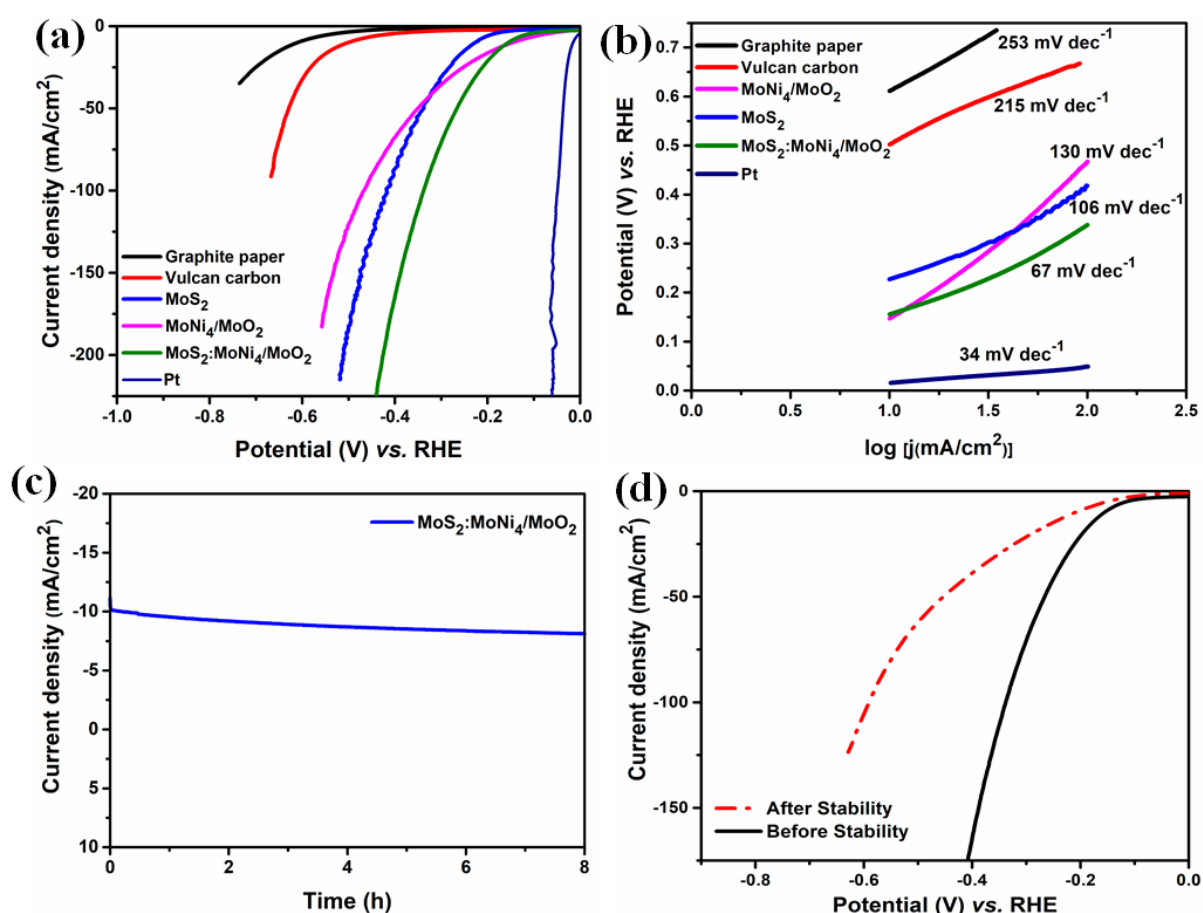 (a)
0
-50
-100
-150
-200
Current density (mA/cm²)
Graphite paper
Vulcan carbon
MoS₂
MoNi₄/MoO₂
MoS₂:MoNi₄/MoO₂
Pt
-1.0 -0.8 -0.6 -0.4 -0.2 0.0
Potential (V) vs. RHE
(b)
0.7
0.6
0.5
0.4
0.3
0.2
0.1
0.0
Potential (V) vs. RHE
Graphite paper
Vulcan carbon
MoNi₄/MoO₂
MoS₂
MoS₂:MoNi₄/MoO₂
Pt
253 mV dec⁻¹
215 mV dec⁻¹
130 mV dec⁻¹
106 mV dec⁻¹
67 mV dec⁻¹
34 mV dec⁻¹
0.0 0.5 1.0 1.5 2.0 2.5
log [j(mA/cm²)]
(c)
-20
-15
-10
-5
0
5
10
Current density (mA/cm²)
MoS₂:MoNi₄/MoO₂
0 2 4 6 8
Time (h)
(d)
0
-50
-100
-150
Current density (mA/cm²)
After Stability
Before Stability
-0.8 -0.6 -0.4 -0.2 0.0
Potential (V) vs. RHE